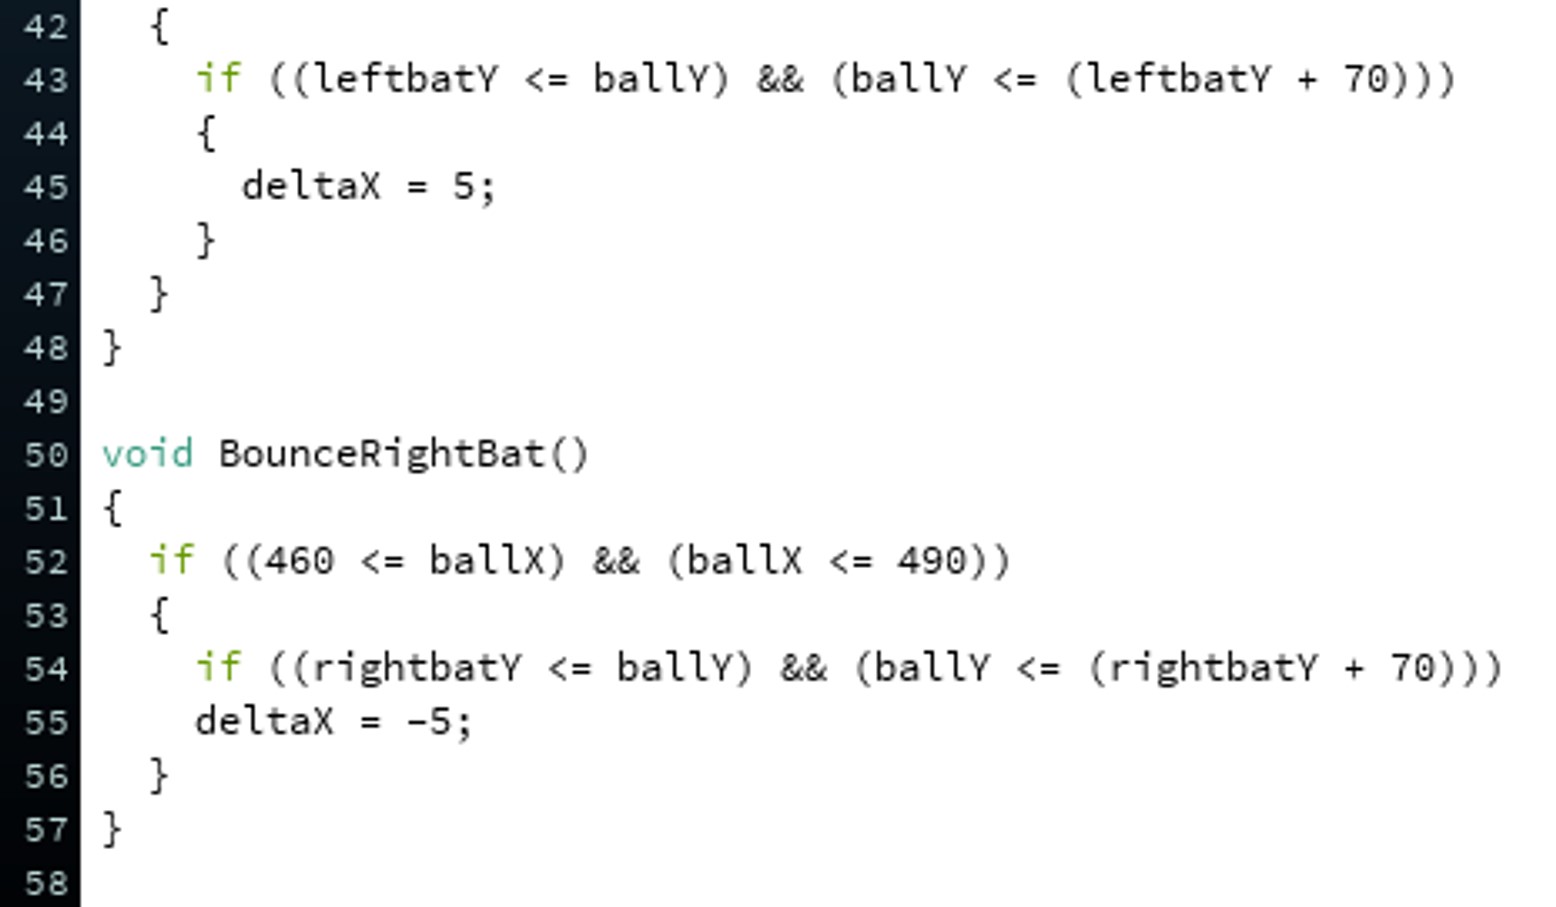 42   {
43     if ((leftbatY <= ballY) && (ballY <= (leftbatY + 70)))
44     {
45       deltaX = 5;
46     }
47   }
48 }
49
50 void BounceRightBat()
51 {
52   if ((460 <= ballX) && (ballX <= 490))
53   {
54     if ((rightbatY <= ballY) && (ballY <= (rightbatY + 70)))
55     deltaX = -5;
56   }
57 }
58